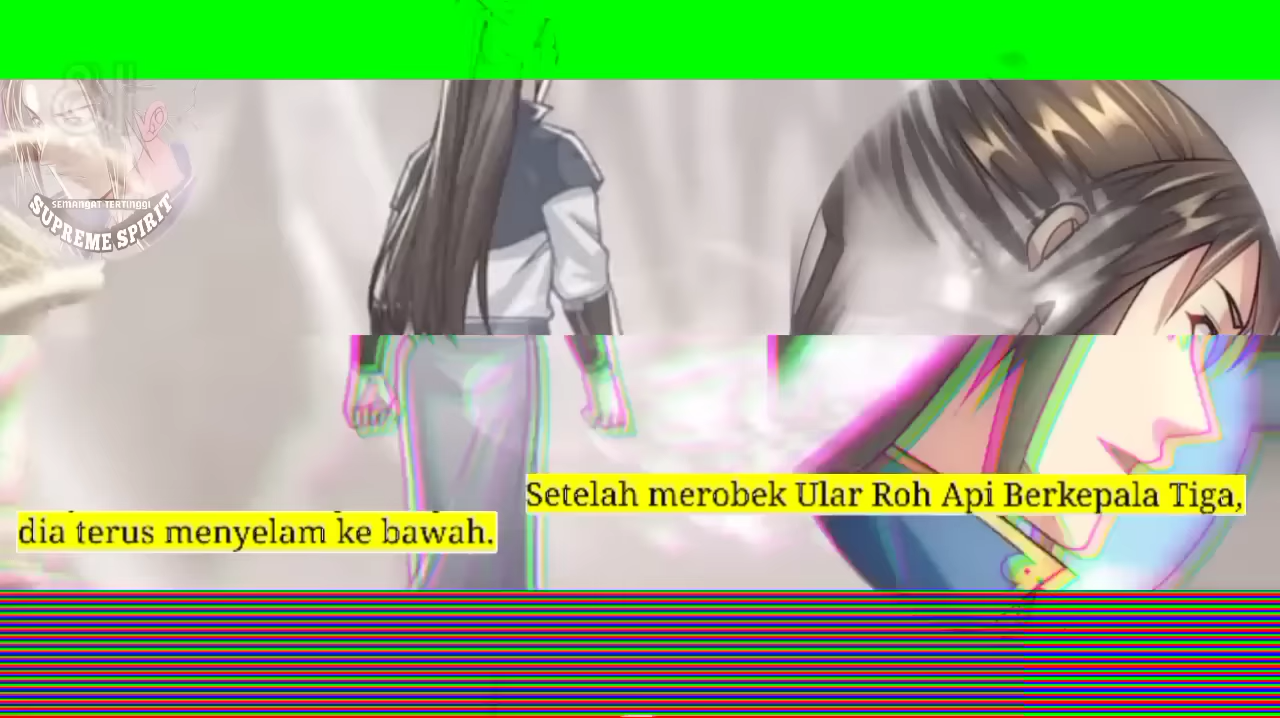 SEMANGAT TERTINGGI
SUPREME SPIRIT
Setelah merobek Ular Roh Api Berkepala Tiga,
dia terus menyelam ke bawah.